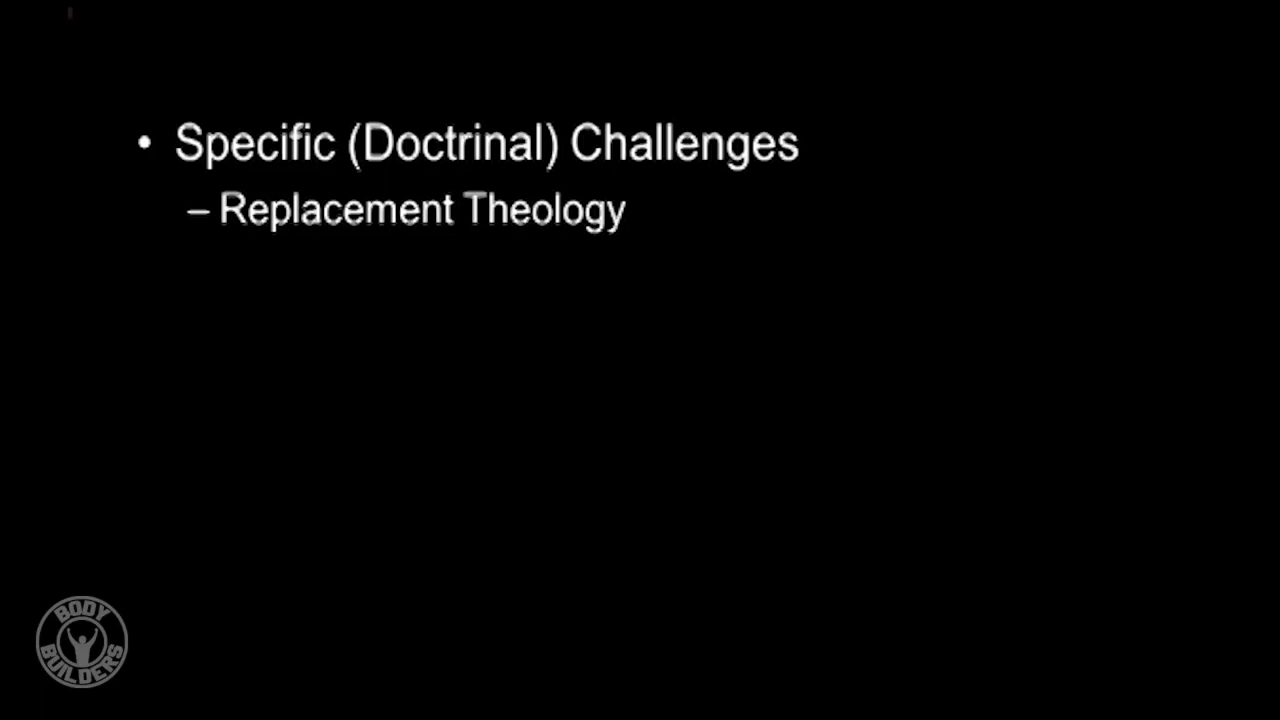 • Specific (Doctrinal) Challenges
– Replacement Theology
BODY
BUILDERS